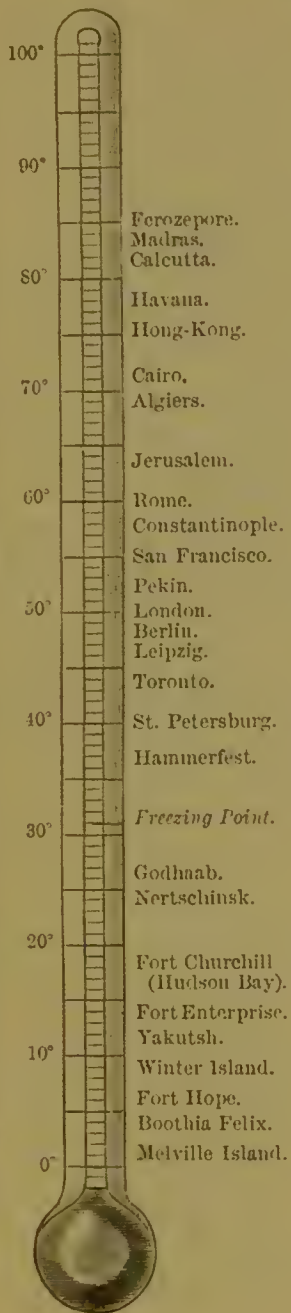 100°
90°
Ferozepore.
Madras.
Calcutta.
80°
Havana.
Hong-Kong.
Cairo.
70°
Algiers.
Jerusalem.
60°
Rome.
Constantinople.
San Francisco.
Pekin.
50°
London.
Berlin.
Leipzig.
Toronto.
40°
St. Petersburg.
Hammerfest.
Freezing Point.
30°
Godhaab.
Nertschinsk.
20°
Fort Churchill
(Hudson Bay).
Fort Enterprise.
Yakutsh.
10°
Winter Island.
Fort Hope.
Boothia Felix.
Melville Island.
0°